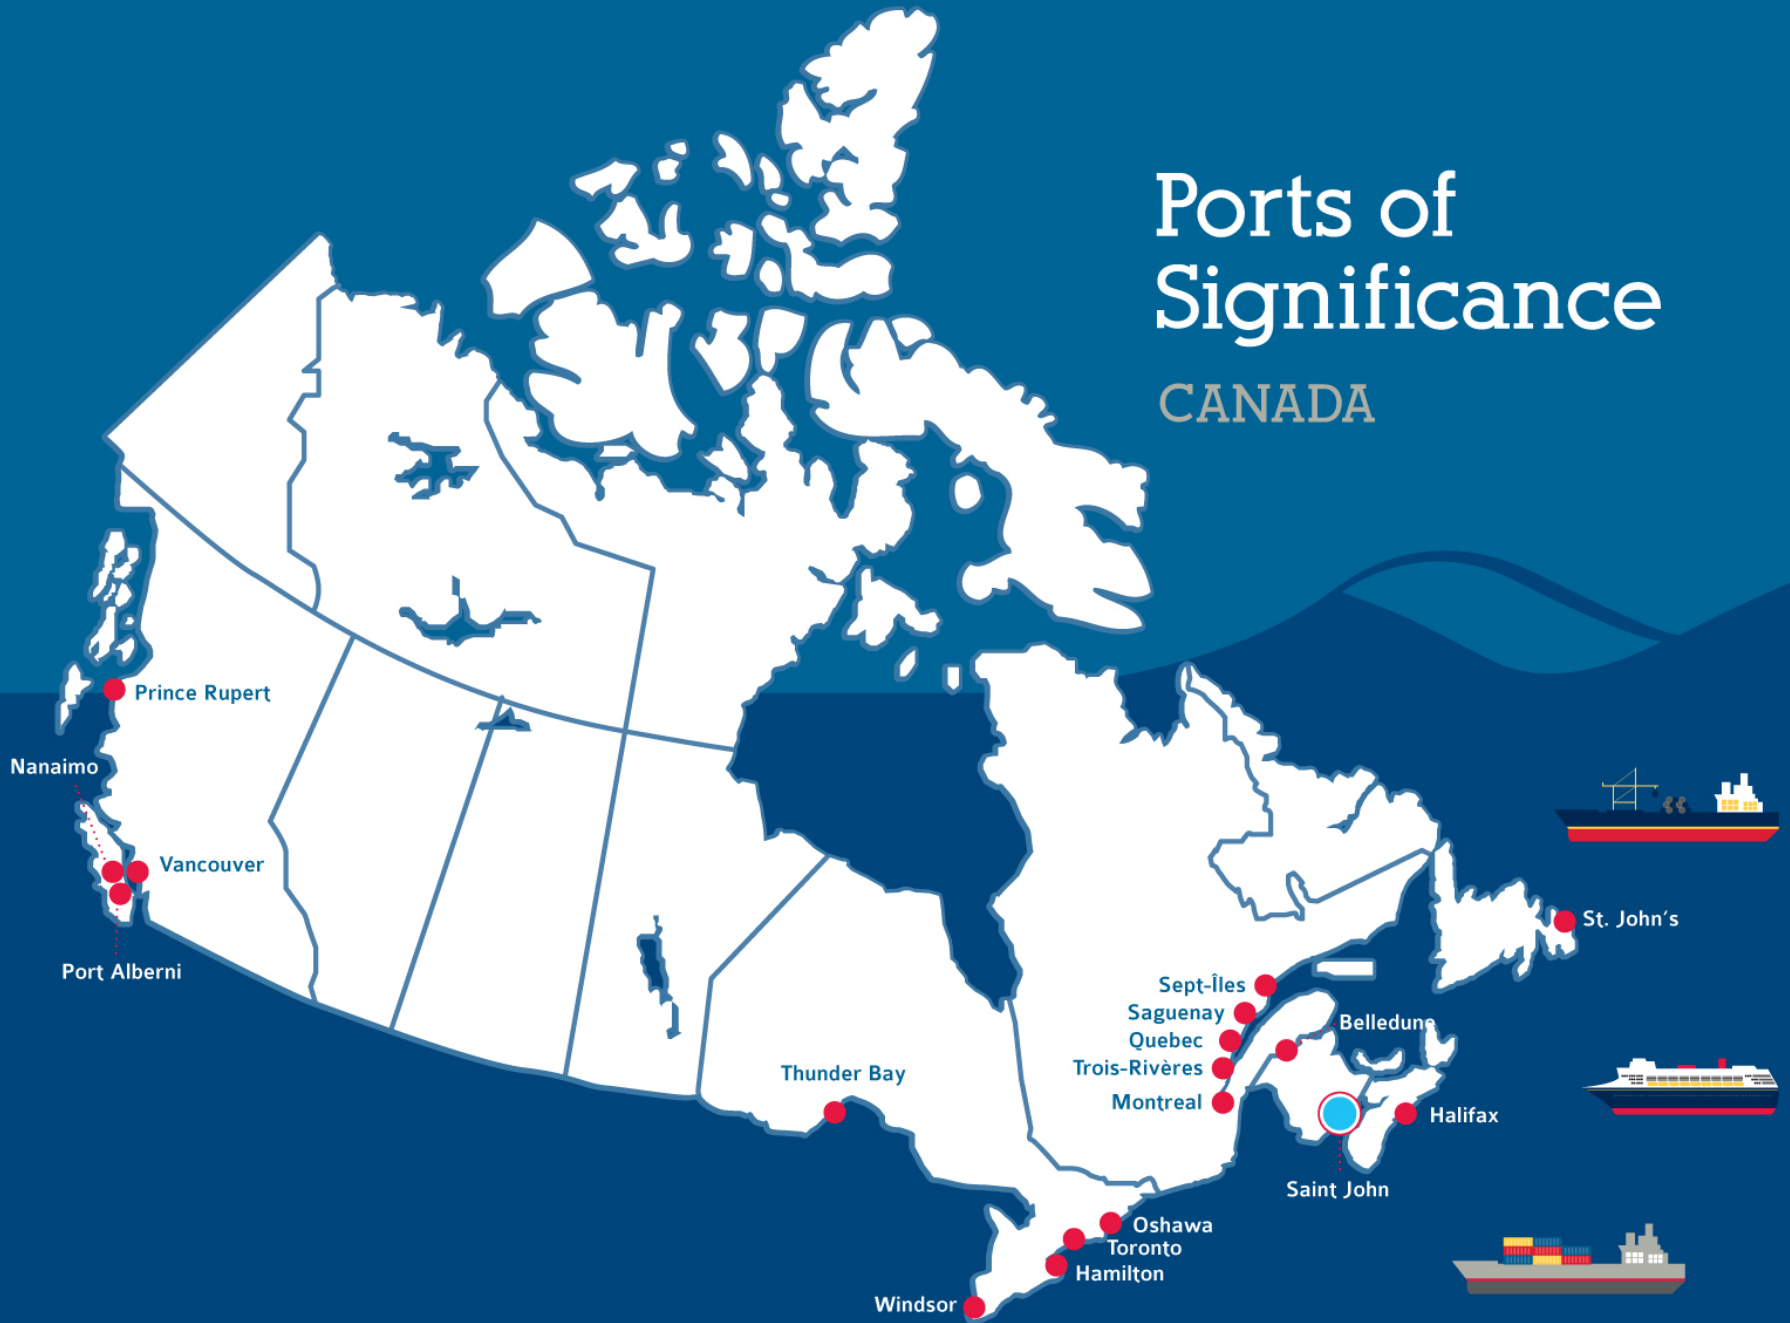 Ports of
Significance
CANADA
Prince Rupert
Nanaimo
Vancouver
Port Alberni
St. John's
Sept-Îles
Saguenay
Belledune
Quebec
Trois-Rivères
Thunder Bay
Montreal
Halifax
Saint John
Oshawa
Toronto
Hamilton
Windsor